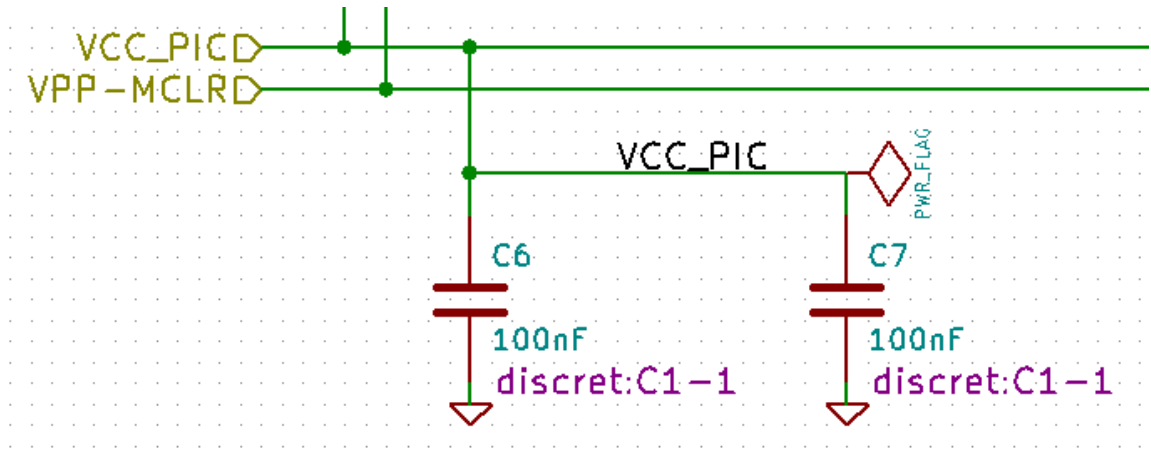 VCC_PIC
VPP-MCLR
VCC_PIC
PWR_FLAG
C6
C7
100nF
100nF
discret:C1-1
discret:C1-1